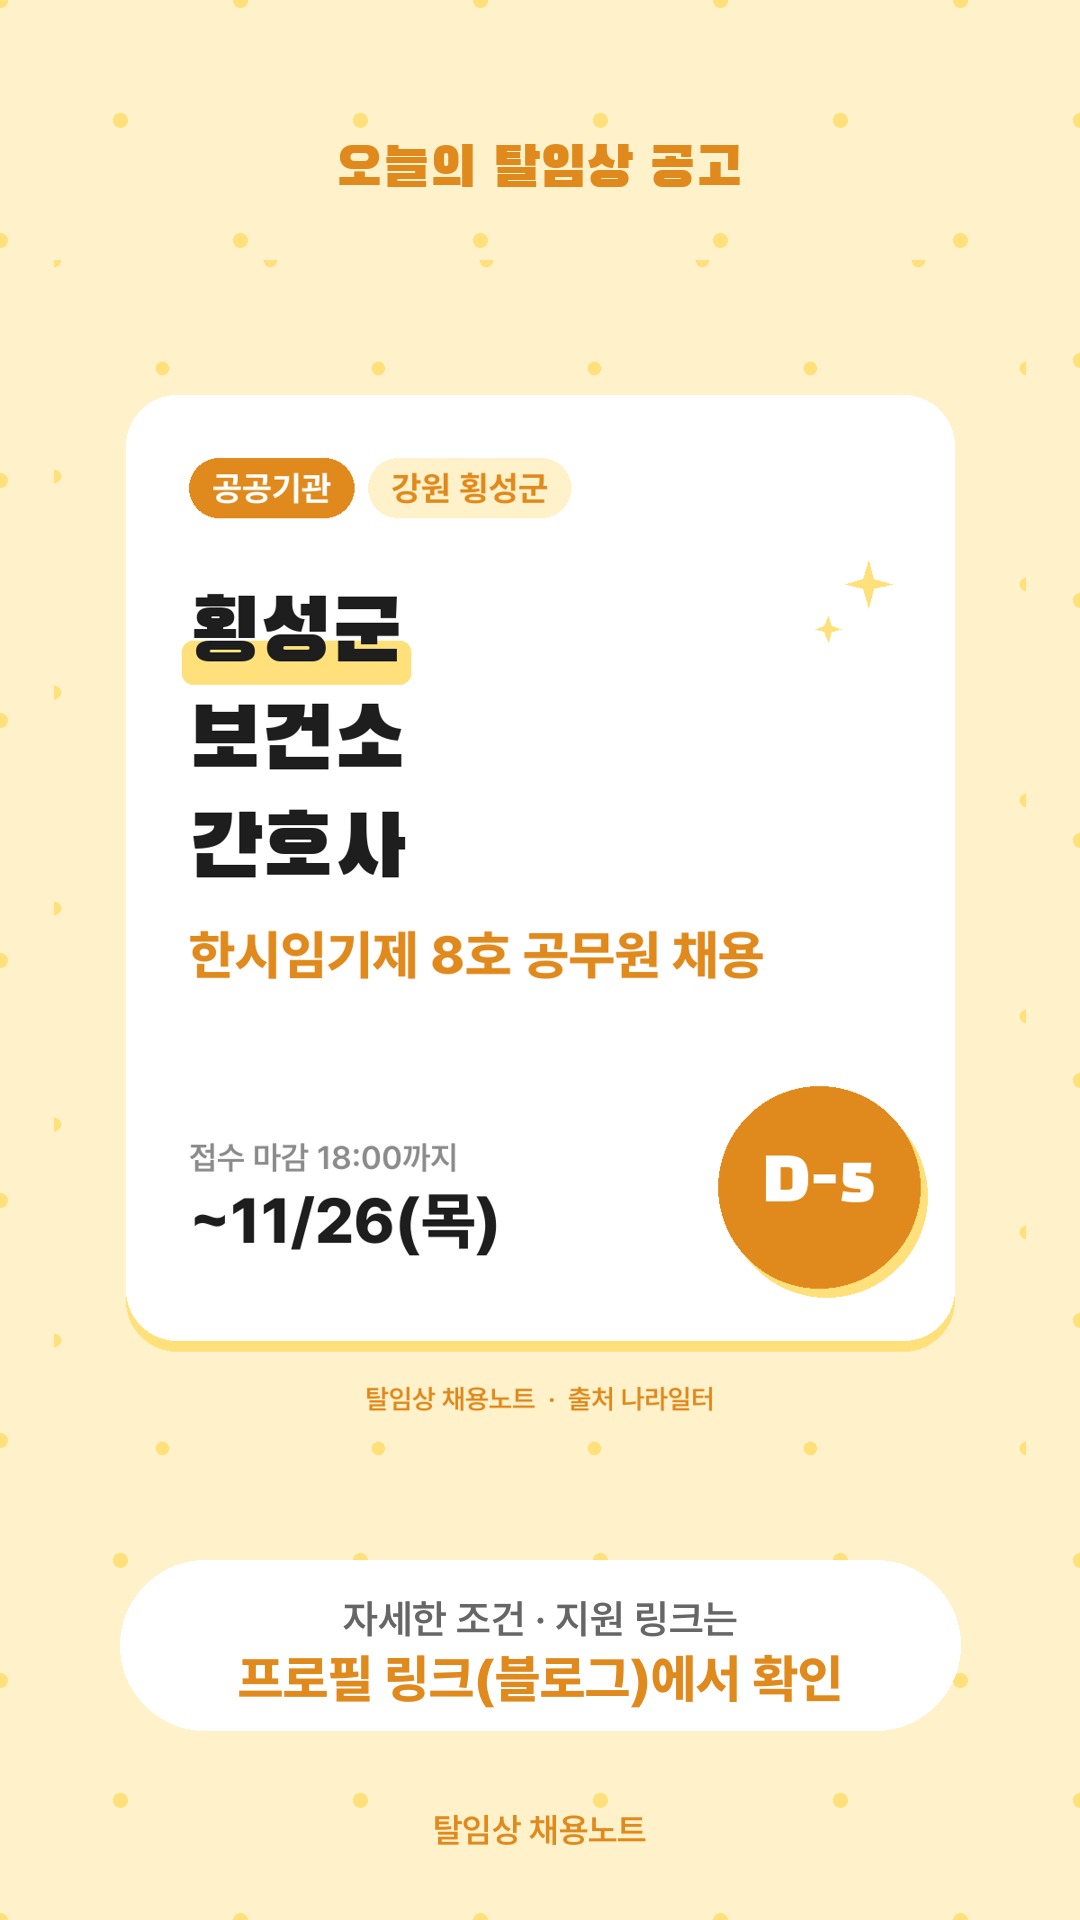 오늘의 탈임상 공고
공공기관
강원 횡성군
횡성군
보건소
간호사
한시임기제 8호 공무원 채용
접수 마감 18:00까지
~11/26(목)
D-5
탈임상 채용노트 · 출처 나라일터
자세한 조건 · 지원 링크는
프로필 링크(블로그)에서 확인
탈임상 채용노트